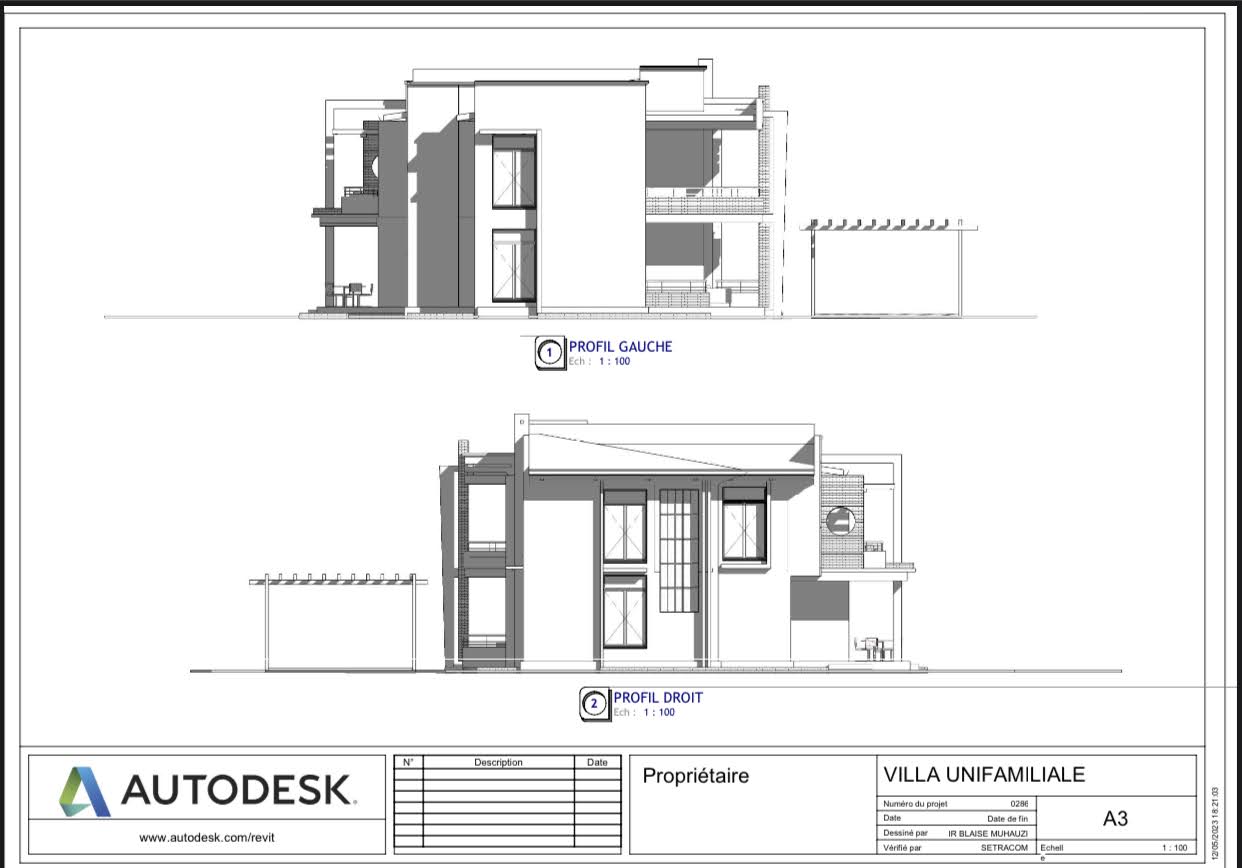 1
PROFIL GAUCHE
Ech : 1 : 100
2
PROFIL DROIT
Ech : 1 : 100
AUTODESK.
www.autodesk.com/revit
N° Description Date
Propriétaire
VILLA UNIFAMILIALE
Numéro du projet 0286
Date Date de fin
Dessiné par IR BLAISE MUHAUZI
Vérifié par SETRACOM
A3
Echell
e
1 : 100
12/05/2023 18:21:03